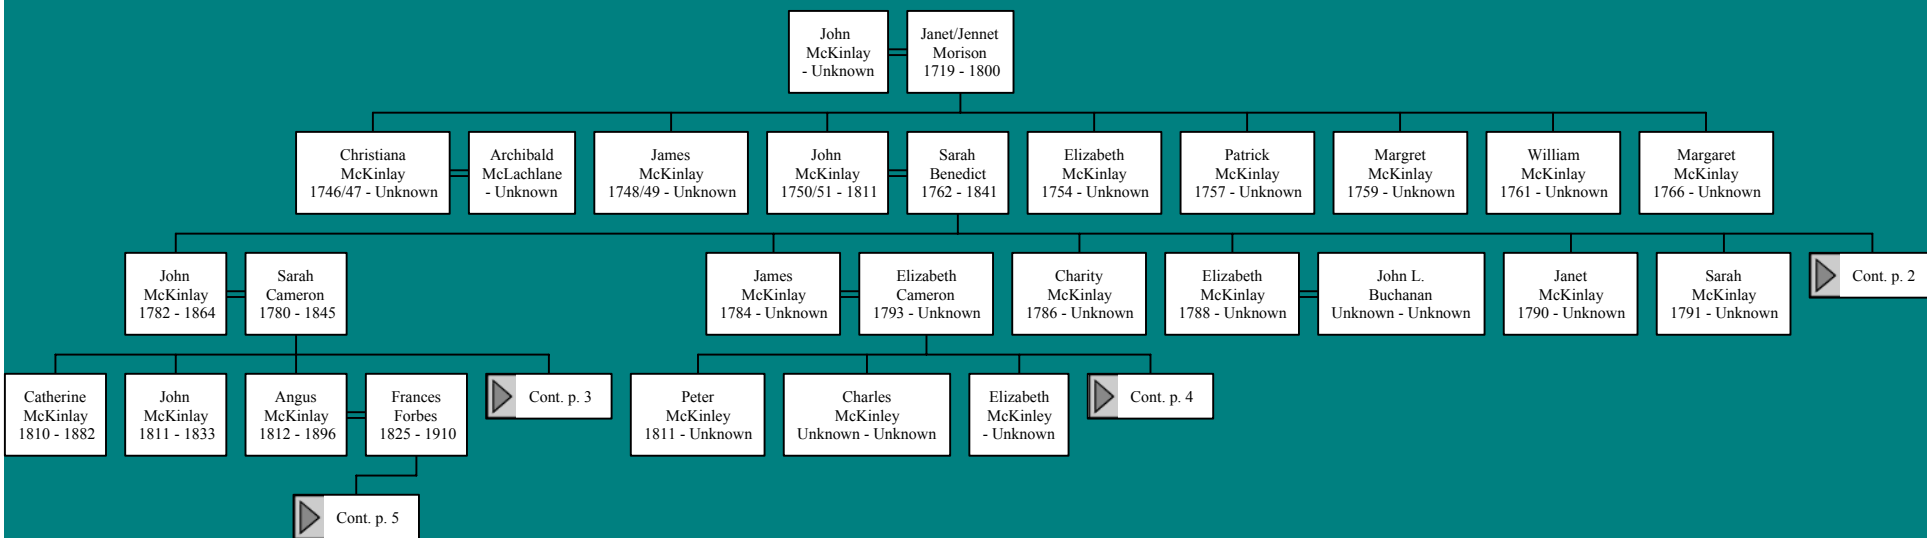 John
McKinlay
- Unknown
Janet/Jennet
Morison
1719 - 1800
Christiana
McKinlay
1746/47 - Unknown
Archibald
McLachlane
- Unknown
James
McKinlay
1748/49 - Unknown
John
McKinlay
1750/51 - 1811
Sarah
Benedict
1762 - 1841
Elizabeth
McKinlay
1754 - Unknown
Patrick
McKinlay
1757 - Unknown
Margret
McKinlay
1759 - Unknown
William
McKinlay
1761 - Unknown
Margaret
McKinlay
1766 - Unknown
John
McKinlay
1782 - 1864
Sarah
Cameron
1780 - 1845
James
McKinlay
1784 - Unknown
Elizabeth
Cameron
1793 - Unknown
Charity
McKinlay
1786 - Unknown
Elizabeth
McKinlay
1788 - Unknown
John L.
Buchanan
Unknown - Unknown
Janet
McKinlay
1790 - Unknown
Sarah
McKinlay
1791 - Unknown
Cont. p. 2
Catherine
McKinlay
1810 - 1882
John
McKinlay
1811 - 1833
Angus
McKinlay
1812 - 1896
Frances
Forbes
1825 - 1910
Cont. p. 3
Peter
McKinley
1811 - Unknown
Charles
McKinley
Unknown - Unknown
Elizabeth
McKinley
- Unknown
Cont. p. 4
Cont. p. 5